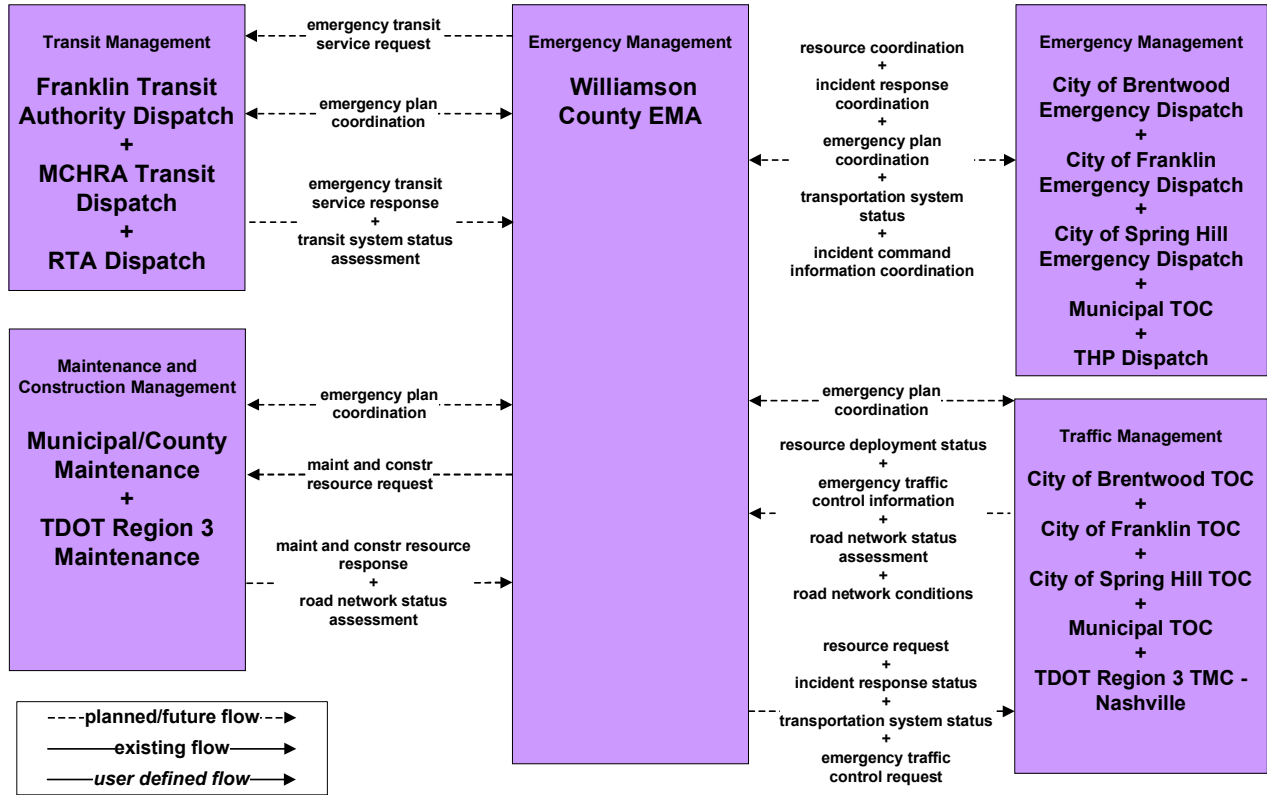 Transit Management
Franklin Transit
Authority Dispatch
+
MCHRA Transit
Dispatch
+
RTA Dispatch
emergency transit
service request
emergency plan
coordination
emergency transit
service response
+
transit system status
assessment
Maintenance and
Construction Management
Municipal/County
Maintenance
+
TDOT Region 3
Maintenance
emergency plan
coordination
maint and constr
resource request
maint and constr resource
response
+
road network status
assessment
Emergency Management
Williamson
County EMA
resource coordination
+
incident response
coordination
+
emergency plan
coordination
+
transportation system
status
+
incident command
information coordination
Emergency Management
City of Brentwood
Emergency Dispatch
+
City of Franklin
Emergency Dispatch
+
City of Spring Hill
Emergency Dispatch
+
Municipal TOC
+
THP Dispatch
emergency plan
coordination
resource deployment status
+
emergency traffic
control information
+
road network status
assessment
+
road network conditions
resource request
+
incident response status
+
transportation system status
+
emergency traffic
control request
Traffic Management
City of Brentwood TOC
+
City of Franklin TOC
+
City of Spring Hill TOC
+
Municipal TOC
+
TDOT Region 3 TMC -
Nashville
planned/future flow
existing flow
user defined flow